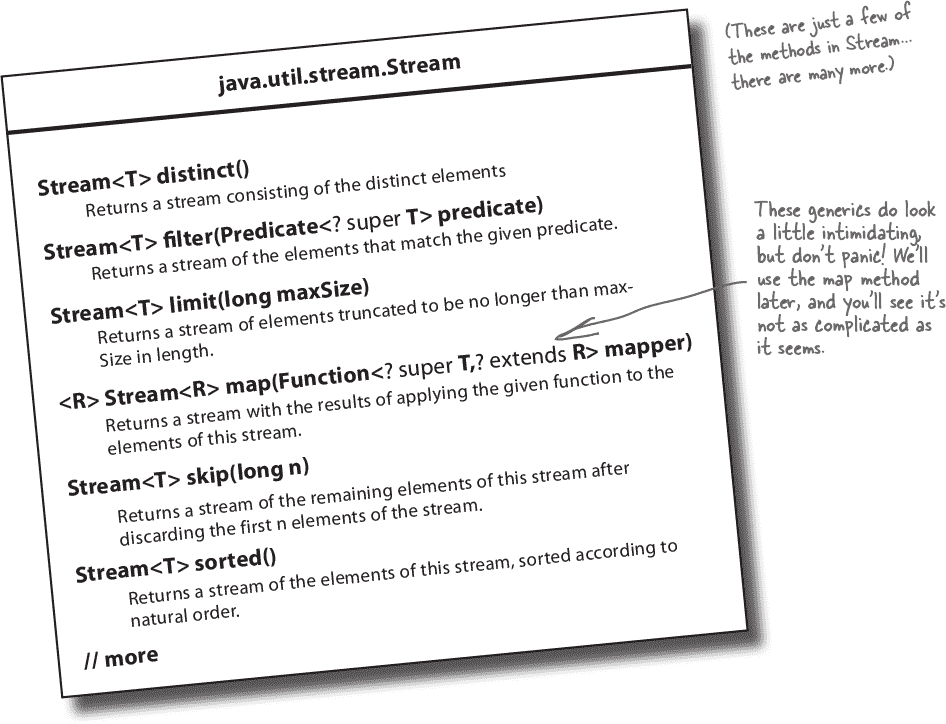 java.util.stream.Stream
Stream<T> distinct()
Returns a stream consisting of the distinct elements
Stream<T> filter(Predicate<? super T> predicate)
Returns a stream of the elements that match the given predicate.
Stream<T> limit(long maxSize)
Returns a stream of elements truncated to be no longer than max-
Size in length.
<R> Stream<R> map(Function<? super T,? extends R> mapper)
Returns a stream with the results of applying the given function to the
elements of this stream.
Stream<T> skip(long n)
Returns a stream of the remaining elements of this stream after
discarding the first n elements of the stream.
Stream<T> sorted()
Returns a stream of the elements of this stream, sorted according to
natural order.
// more
(These are just a few of
the methods in Stream...
there are many more.)
These generics do look
a little intimidating,
but don't panic! We'll
use the map method
later, and you'll see it's
not as complicated as
it seems.